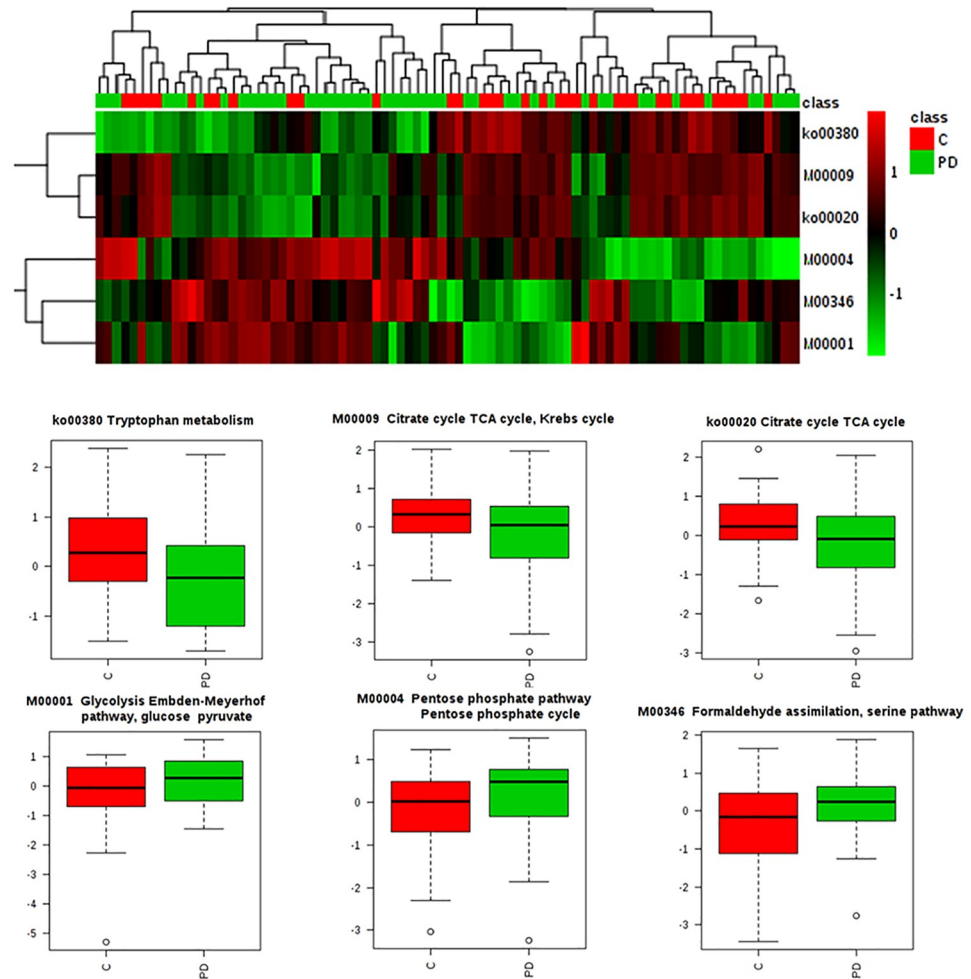 class
class
C
PD
ko00380
M00009
ko00020
M00004
M00346
M00001
1
0
-1
ko00380 Tryptophan metabolism
2
1
0
-1
C
PD
M00009 Citrate cycle TCA cycle, Krebs cycle
2
1
0
-1
-2
-3
C
PD
ko00020 Citrate cycle TCA cycle
2
1
0
-1
-2
-3
C
PD
M00001 Glycolysis Embden-Meyerhof
pathway, glucose pyruvate
1
0
-1
-2
-3
-4
-5
C
PD
M00004 Pentose phosphate pathway
Pentose phosphate cycle
1
0
-1
-2
-3
C
PD
M00346 Formaldehyde assimilation, serine pathway
2
1
0
-1
-2
-3
C
PD